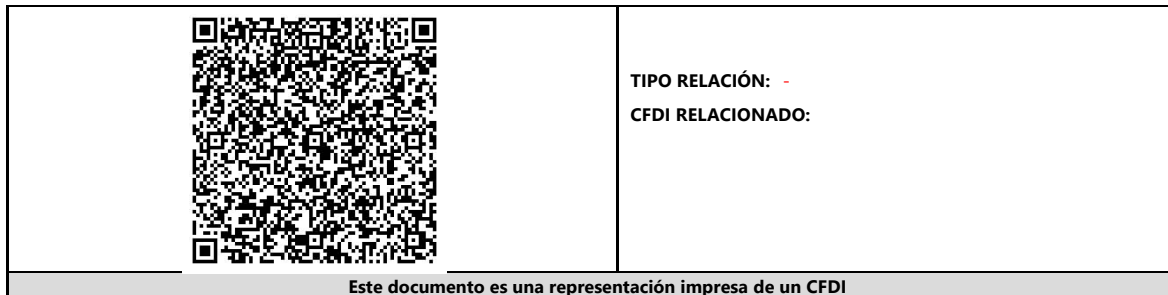 TIPO RELACIÓN: -
CFDI RELACIONADO:
Este documento es una representación impresa de un CFDI